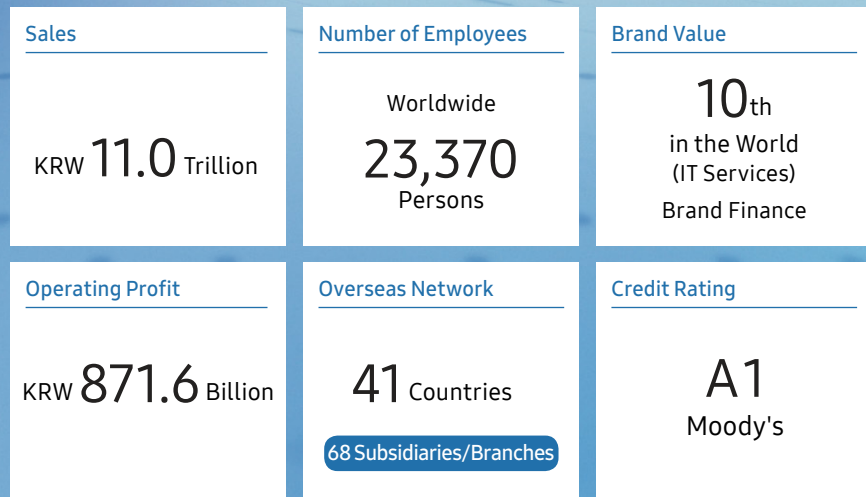 Sales
KRW 11.0 Trillion
Number of Employees
Worldwide
23,370
Persons
Brand Value
10th
in the World
(IT Services)
Brand Finance
Operating Profit
KRW 871.6 Billion
Overseas Network
41 Countries
68 Subsidiaries/Branches
Credit Rating
A1
Moody's